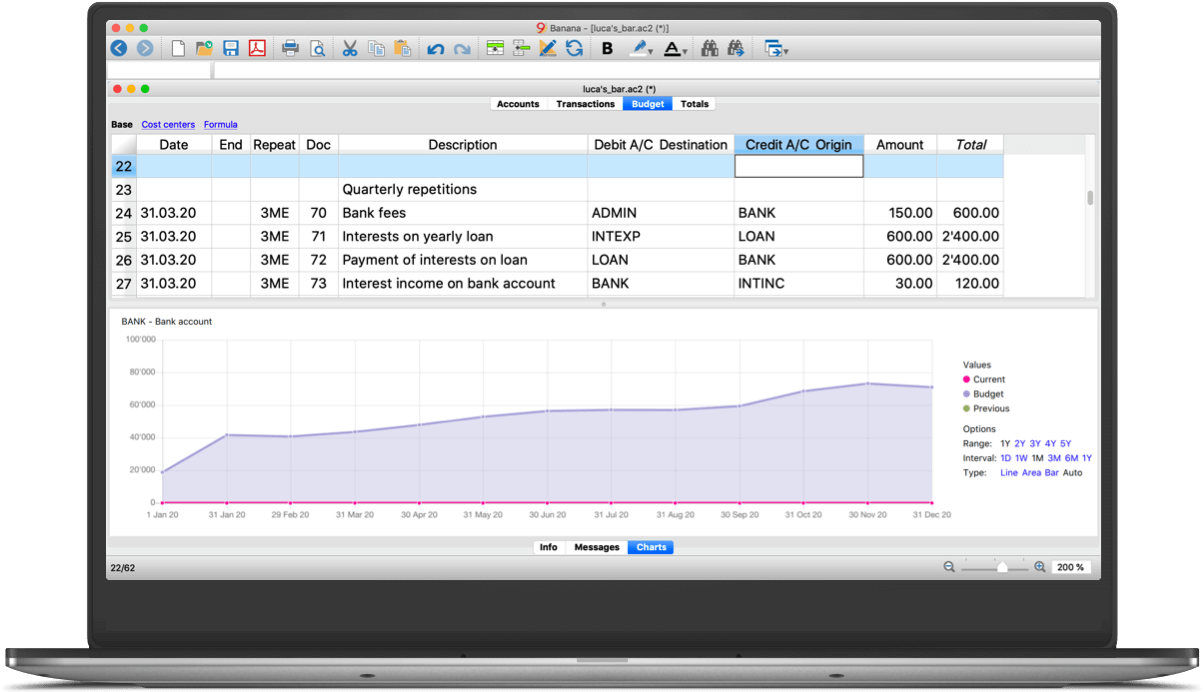 9 Banana - [luca's_bar.ac2 (*)]
B A
luca's_bar.ac2 (*)
Accounts Transactions Budget Totals
Base Cost centers Formula
Date End Repeat Doc Description Debit A/C Destination Credit A/C Origin Amount Total
22
23 Quarterly repetitions
24 31.03.20 3ME 70 Bank fees ADMIN BANK 150.00 600.00
25 31.03.20 3ME 71 Interests on yearly loan INTEXP LOAN 600.00 2'400.00
26 31.03.20 3ME 72 Payment of interests on loan LOAN BANK 600.00 2'400.00
27 31.03.20 3ME 73 Interest income on bank account BANK INTINC 30.00 120.00
BANK - Bank account
100'000
80'000
60'000
40'000
20'000
0
1 Jan 20 31 Jan 20 29 Feb 20 31 Mar 20 30 Apr 20 31 May 20 30 Jun 20 31 Jul 20 31 Aug 20 30 Sep 20 31 Oct 20 30 Nov 20 31 Dec 20
Values
Current
Budget
Previous
Options
Range: 1Y 2Y 3Y 4Y 5Y
Interval: 1D 1W 1M 3M 6M 1Y
Type: Line Area Bar Auto
Info Messages Charts
22/62 200 %